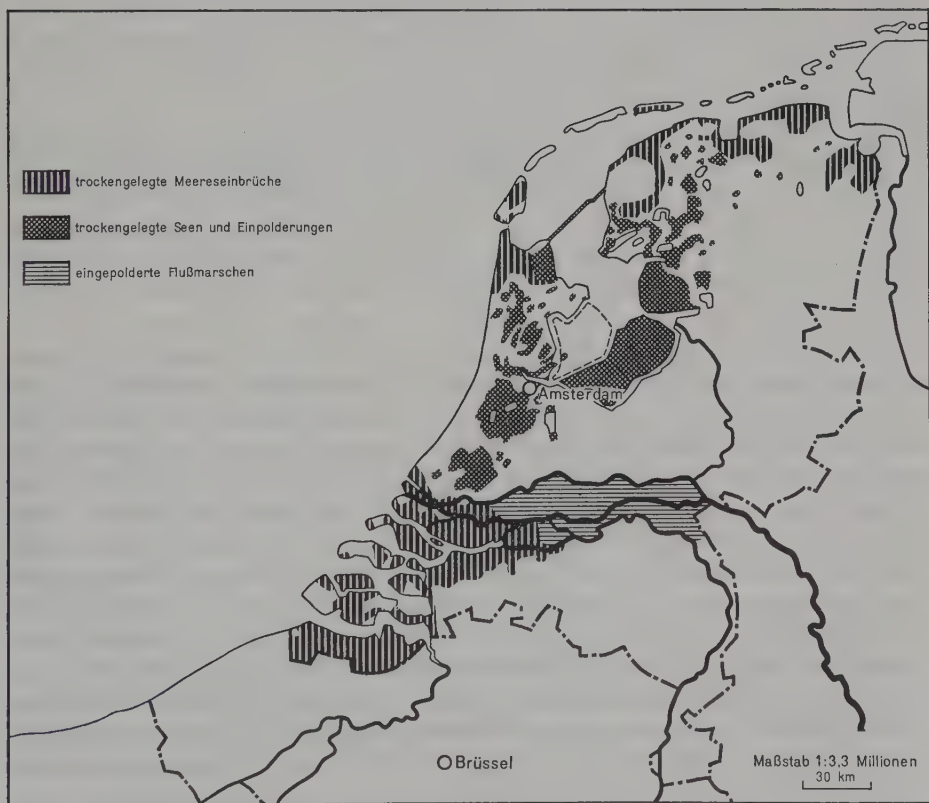 trockengelegte Meereseinbrüche
trockengelegte Seen und Einpolderungen
eingepolderte Flußmarschen
Amsterdam
Brüssel
Maßstab 1:3,3 Millionen
30 km